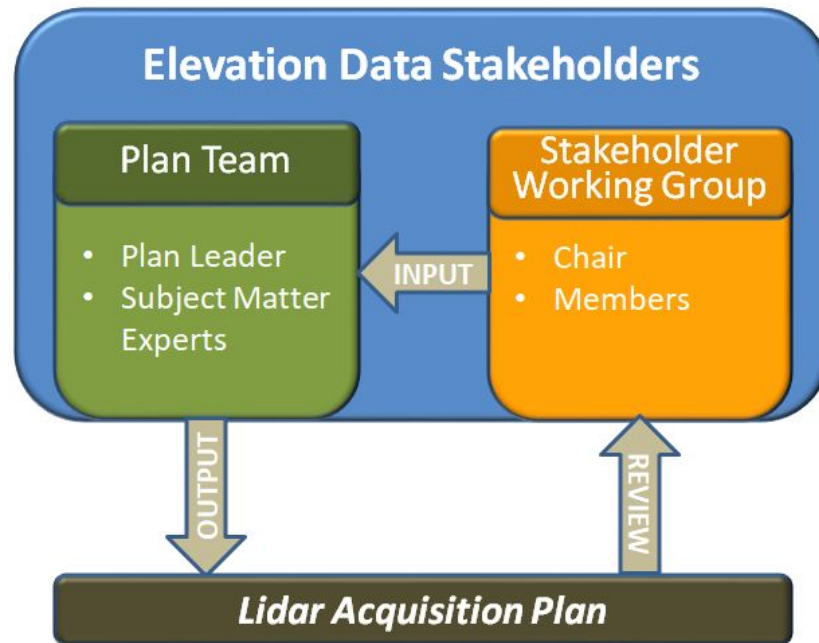 Elevation Data Stakeholders
Plan Team
• Plan Leader
• Subject Matter
Experts
INPUT
Stakeholder
Working Group
• Chair
• Members
OUTPUT
REVIEW
Lidar Acquisition Plan